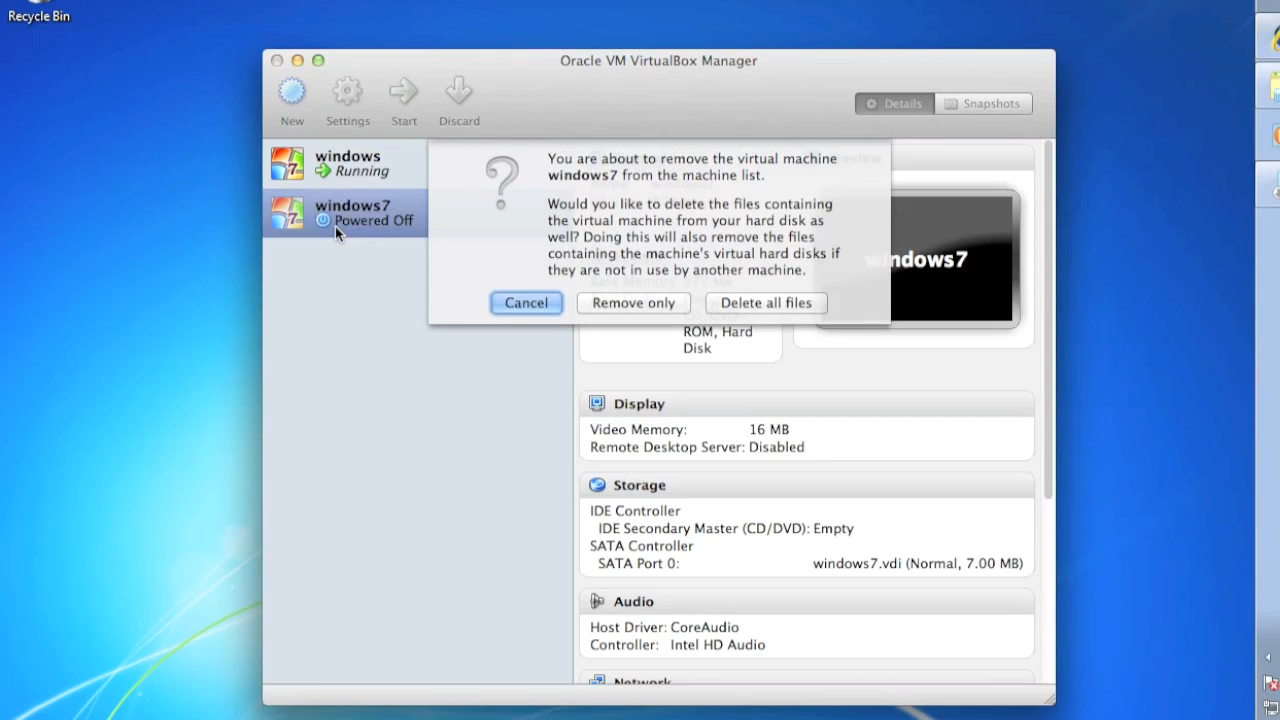 Recycle Bin
Oracle VM VirtualBox Manager
New
Settings
Start
Discard
Details
Snapshots
windows
Running
windows7
Powered Off
You are about to remove the virtual machine
windows7 from the machine list.
Would you like to delete the files containing
the virtual machine from your hard disk as
well? Doing this will also remove the files
containing the machine's virtual hard disks if
they are not in use by another machine.
Cancel
Remove only
Delete all files
windows7
ROM, Hard
Disk
Display
Video Memory: 16 MB
Remote Desktop Server: Disabled
Storage
IDE Controller
IDE Secondary Master (CD/DVD): Empty
SATA Controller
SATA Port 0: windows7.vdi (Normal, 7.00 MB)
Audio
Host Driver: CoreAudio
Controller: Intel HD Audio
Network